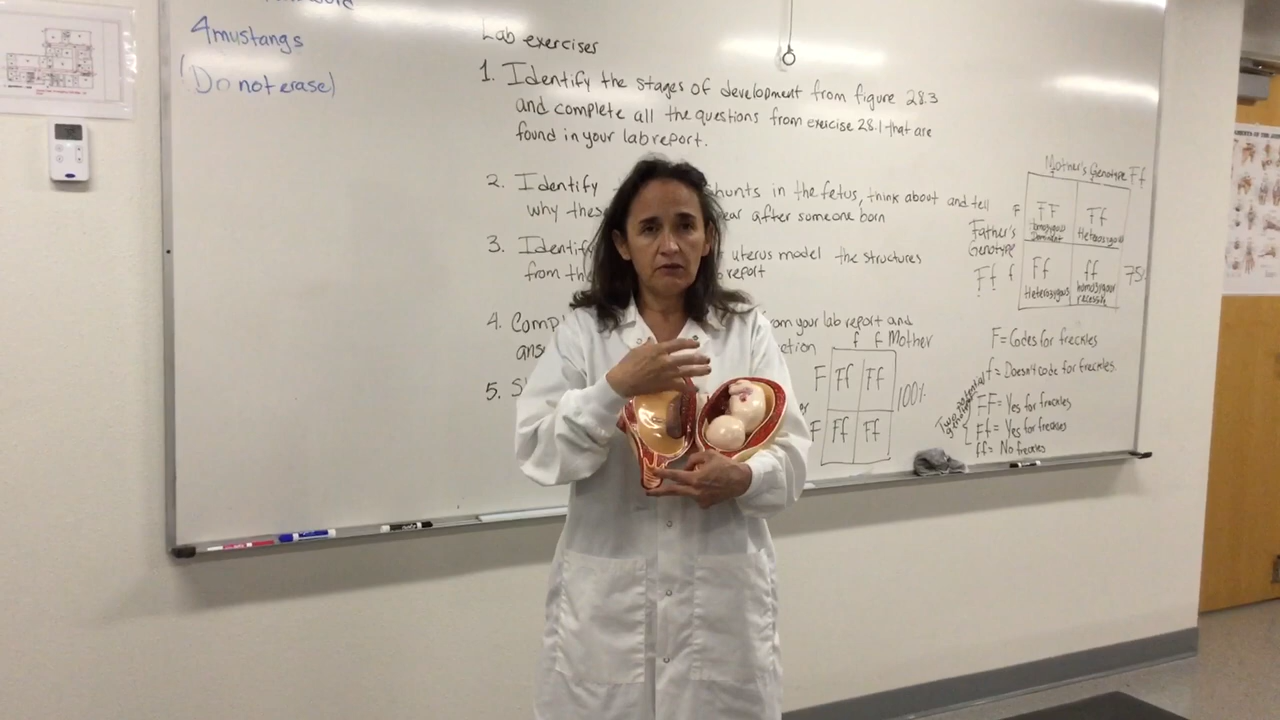 4mustangs
(Do not erase)
Lab exercises
1. Identify the stages of development from figure 28.3
and complete all the questions from exercise 28.1 that are
found in your lab report.
2. Identify hunts in the fetus, think about and tell
why thes ear after someone born
3. Identif uterus model the structures
from th report
4. Comp om your lab report and
ans ction
5. S
f f Mother
F Ff Ff
F Ff Ff
100%
Mother's Genotype Ff
F FF Ff
Homozygous Dominant Heterozygous
Father's
Genotype
Ff f Ff ff
Heterozygous homozygous
recessive
75%
F = Codes for freckles
f = Doesn't code for freckles.
FF = Yes for freckles
Ff = Yes for freckles
ff = No freckles